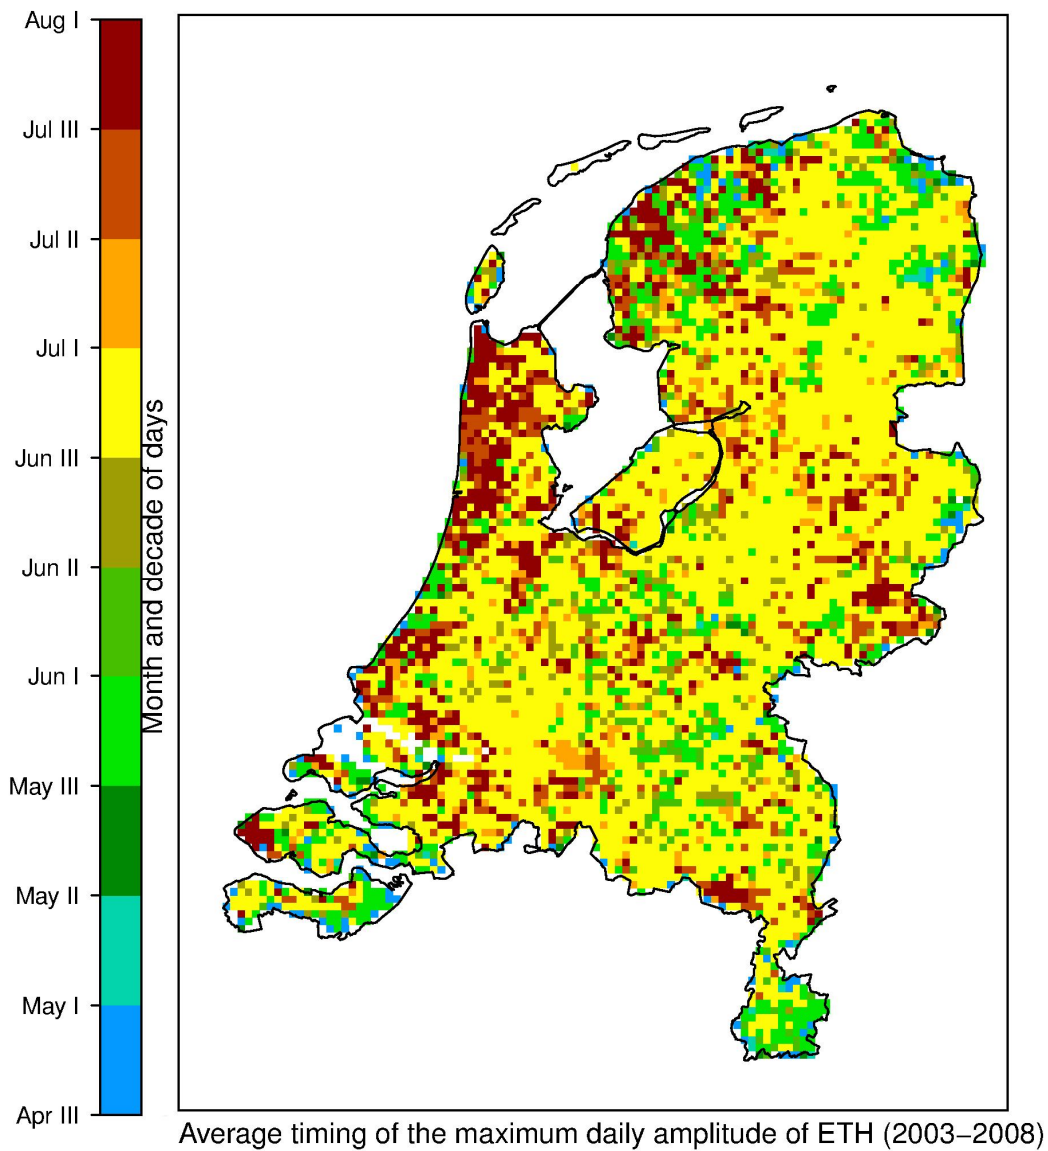 Aug I
Jul III
Jul II
Jul I
Jun III
Jun II
Jun I
May III
May II
May I
Apr III
Month and decade of days
Average timing of the maximum daily amplitude of ETH (2003−2008)